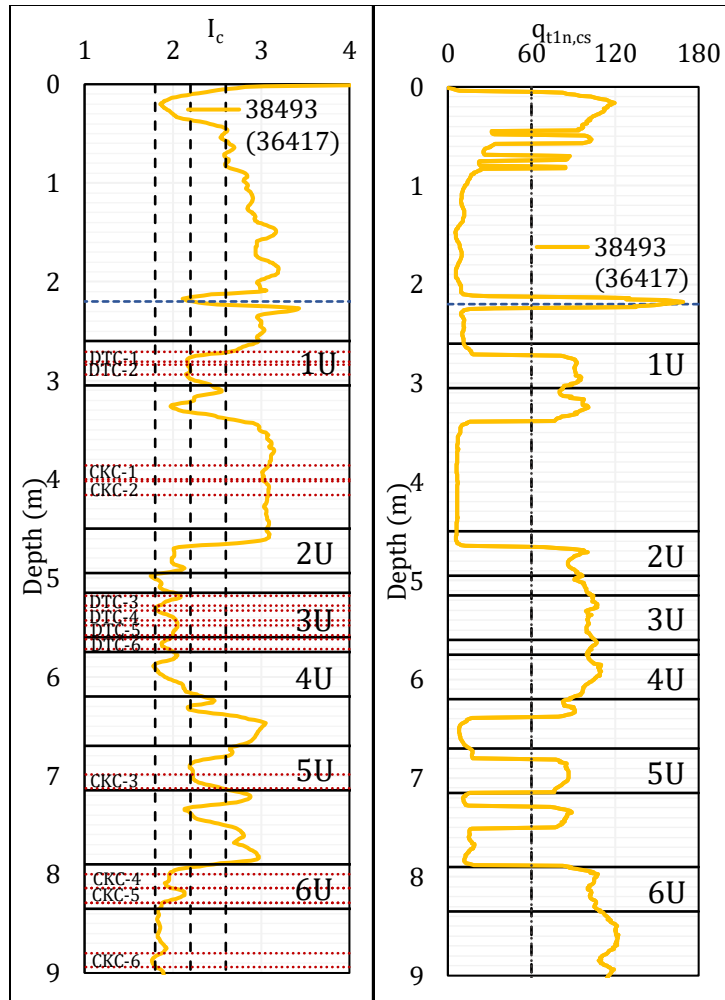 I_c
1 2 3 4
0
38493
(36417)
1
2
DTC-1
DTC-2
1U
3
CKC-1
4
CKC-2
Depth (m)
2U
5
DTC-3
DTC-4
3U
DTC-5
DTC-6
6
4U
5U
7
CKC-3
8
CKC-4
CKC-5
6U
CKC-6
9
q_t1n,cs
0 60 120 180
0
1
38493
(36417)
2
1U
3
4
Depth (m)
2U
5
3U
6
4U
5U
7
8
6U
9